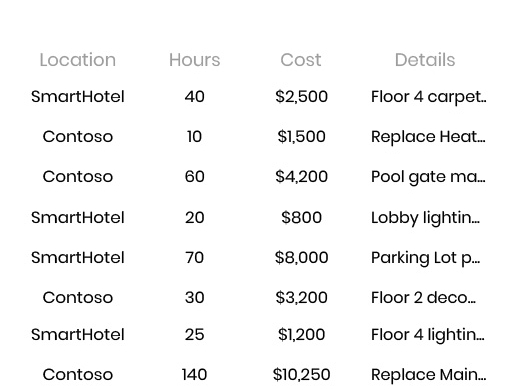 Location Hours Cost Details
SmartHotel 40 $2,500 Floor 4 carpet..
Contoso 10 $1,500 Replace Heat...
Contoso 60 $4,200 Pool gate ma...
SmartHotel 20 $800 Lobby lightin...
SmartHotel 70 $8,000 Parking Lot p...
Contoso 30 $3,200 Floor 2 deco...
SmartHotel 25 $1,200 Floor 4 lightin...
Contoso 140 $10,250 Replace Main...